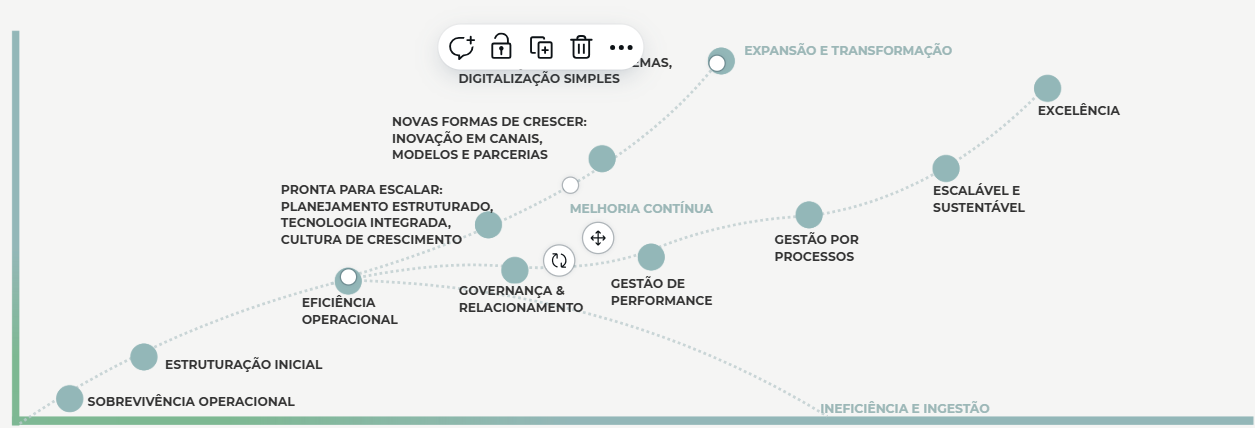 EMAS,
DIGITALIZAÇÃO SIMPLES
EXPANSÃO E TRANSFORMAÇÃO
EXCELÊNCIA
NOVAS FORMAS DE CRESCER:
INOVAÇÃO EM CANAIS,
MODELOS E PARCERIAS
PRONTA PARA ESCALAR:
PLANEJAMENTO ESTRUTURADO,
TECNOLOGIA INTEGRADA,
CULTURA DE CRESCIMENTO
MELHORIA CONTÍNUA
ESCALÁVEL E
SUSTENTÁVEL
GESTÃO POR
PROCESSOS
GESTÃO DE
PERFORMANCE
GOVERNANÇA &
RELACIONAMENTO
EFICIÊNCIA
OPERACIONAL
ESTRUTURAÇÃO INICIAL
SOBREVIVÊNCIA OPERACIONAL
INEFICIÊNCIA E INGESTÃO